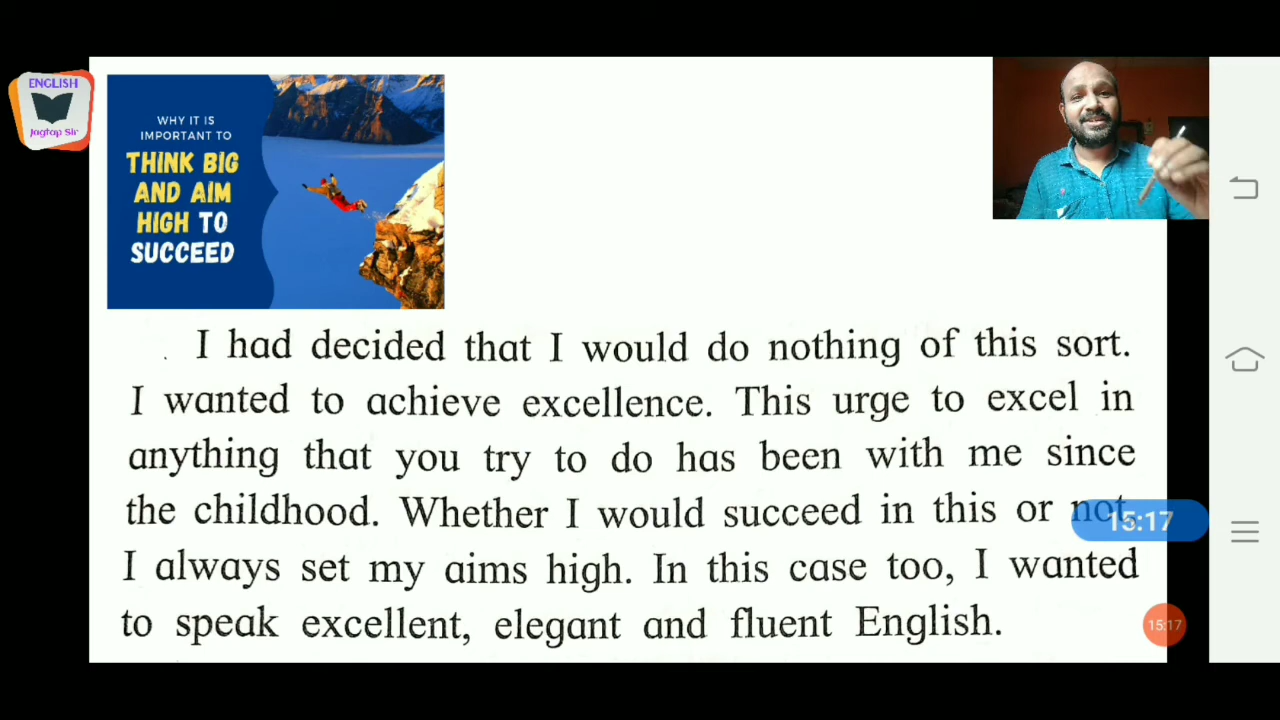 ENGLISH
Jagtap Sir
WHY IT IS
IMPORTANT TO
THINK BIG
AND AIM
HIGH TO
SUCCEED
I had decided that I would do nothing of this sort.
I wanted to achieve excellence. This urge to excel in
anything that you try to do has been with me since
the childhood. Whether I would succeed in this or not,
I always set my aims high. In this case too, I wanted
to speak excellent, elegant and fluent English.
15:17
15:17